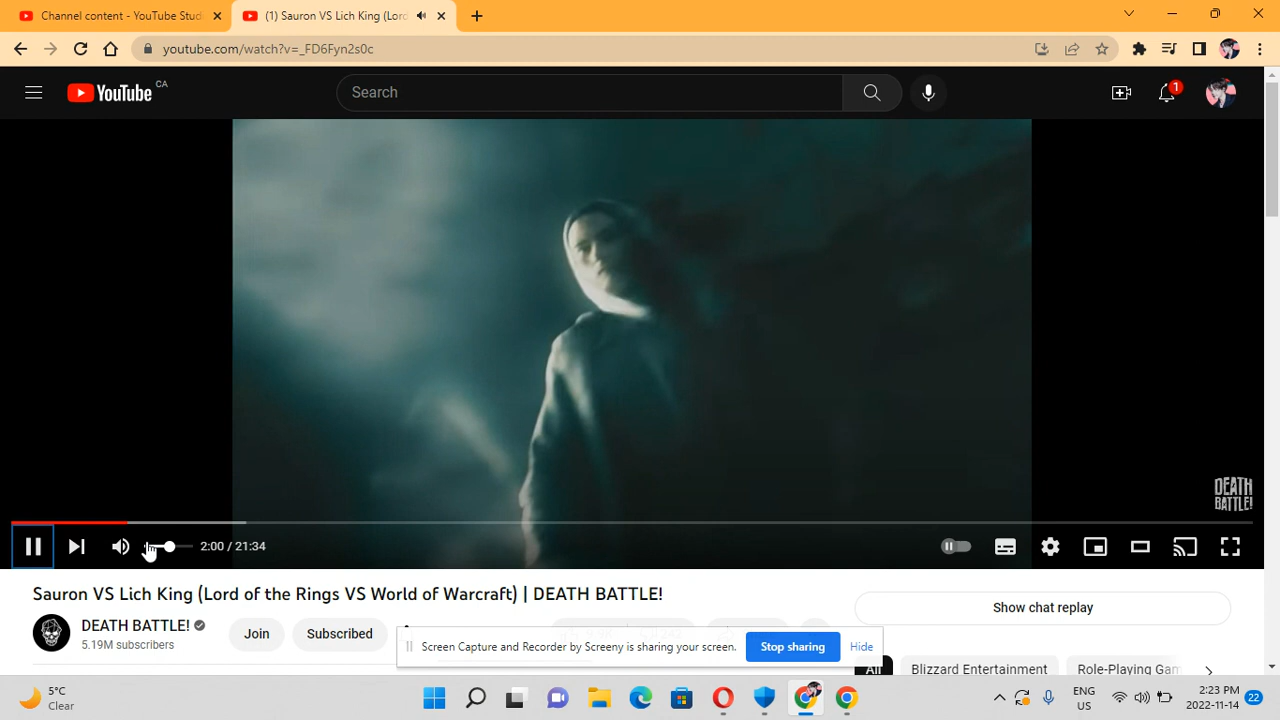 Channel content - YouTube Studi
(1) Sauron VS Lich King (Lord
youtube.com/watch?v=_FD6Fyn2s0c
YouTube CA
Search
1
DEATH
BATTLE!
2:00 / 21:34
Sauron VS Lich King (Lord of the Rings VS World of Warcraft) | DEATH BATTLE!
DEATH BATTLE!
5.19M subscribers
Join
Subscribed
Show chat replay
Screen Capture and Recorder by Screeny is sharing your screen.
Stop sharing
Hide
All
Blizzard Entertainment
Role-Playing Gam
5°C
Clear
ENG
US
2:23 PM
2022-11-14
22